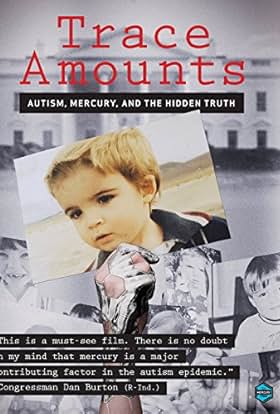 Trace
Amounts
AUTISM, MERCURY, AND THE HIDDEN TRUTH
"This is a must-see film. There is no doubt
in my mind that mercury is a major
contributing factor in the autism epidemic."
Congressman Dan Burton (R-Ind.)
MERCURY